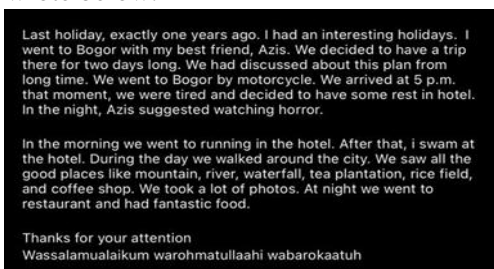 Last holiday, exactly one years ago. I had an interesting holidays. I
went to Bogor with my best friend, Azis. We decided to have a trip
there for two days long. We had discussed about this plan from
long time. We went to Bogor by motorcycle. We arrived at 5 p.m.
that moment, we were tired and decided to have some rest in hotel.
In the night, Azis suggested watching horror.
In the morning we went to running in the hotel. After that, i swam at
the hotel. During the day we walked around the city. We saw all the
good places like mountain, river, waterfall, tea plantation, rice field,
and coffee shop. We took a lot of photos. At night we went to
restaurant and had fantastic food.
Thanks for your attention
Wassalamualaikum warohmatullaahi wabarokaatuh